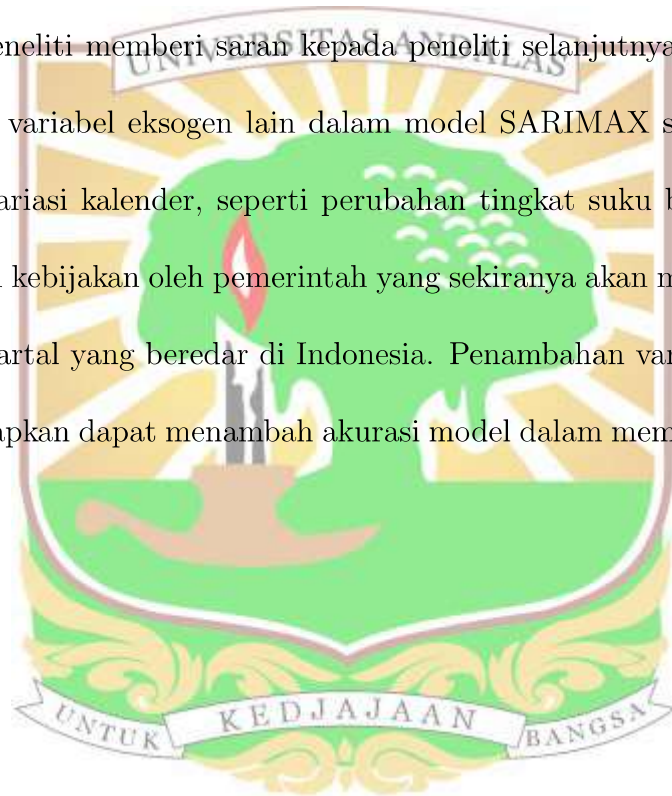 UNIVERSITAS ANDALAS
eneliti memberi saran kepada peneliti selanjutnya
variabel eksogen lain dalam model SARIMAX s
ariasi kalender, seperti perubahan tingkat suku b
kebijakan oleh pemerintah yang sekiranya akan m
artal yang beredar di Indonesia. Penambahan var
apkan dapat menambah akurasi model dalam mem
UNTUK KEDJAJAAN BANGSA